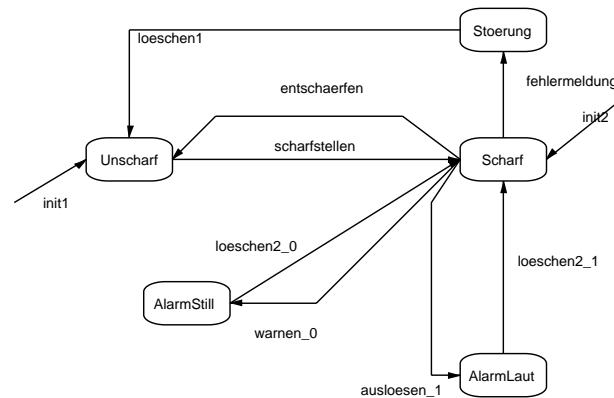 Stoerung
loeschen1
fehlermeldung
entschaerfen
init2
scharfstellen
Unscharf
Scharf
init1
loeschen2_0
loeschen2_1
AlarmStill
warnen_0
AlarmLaut
ausloesen_1